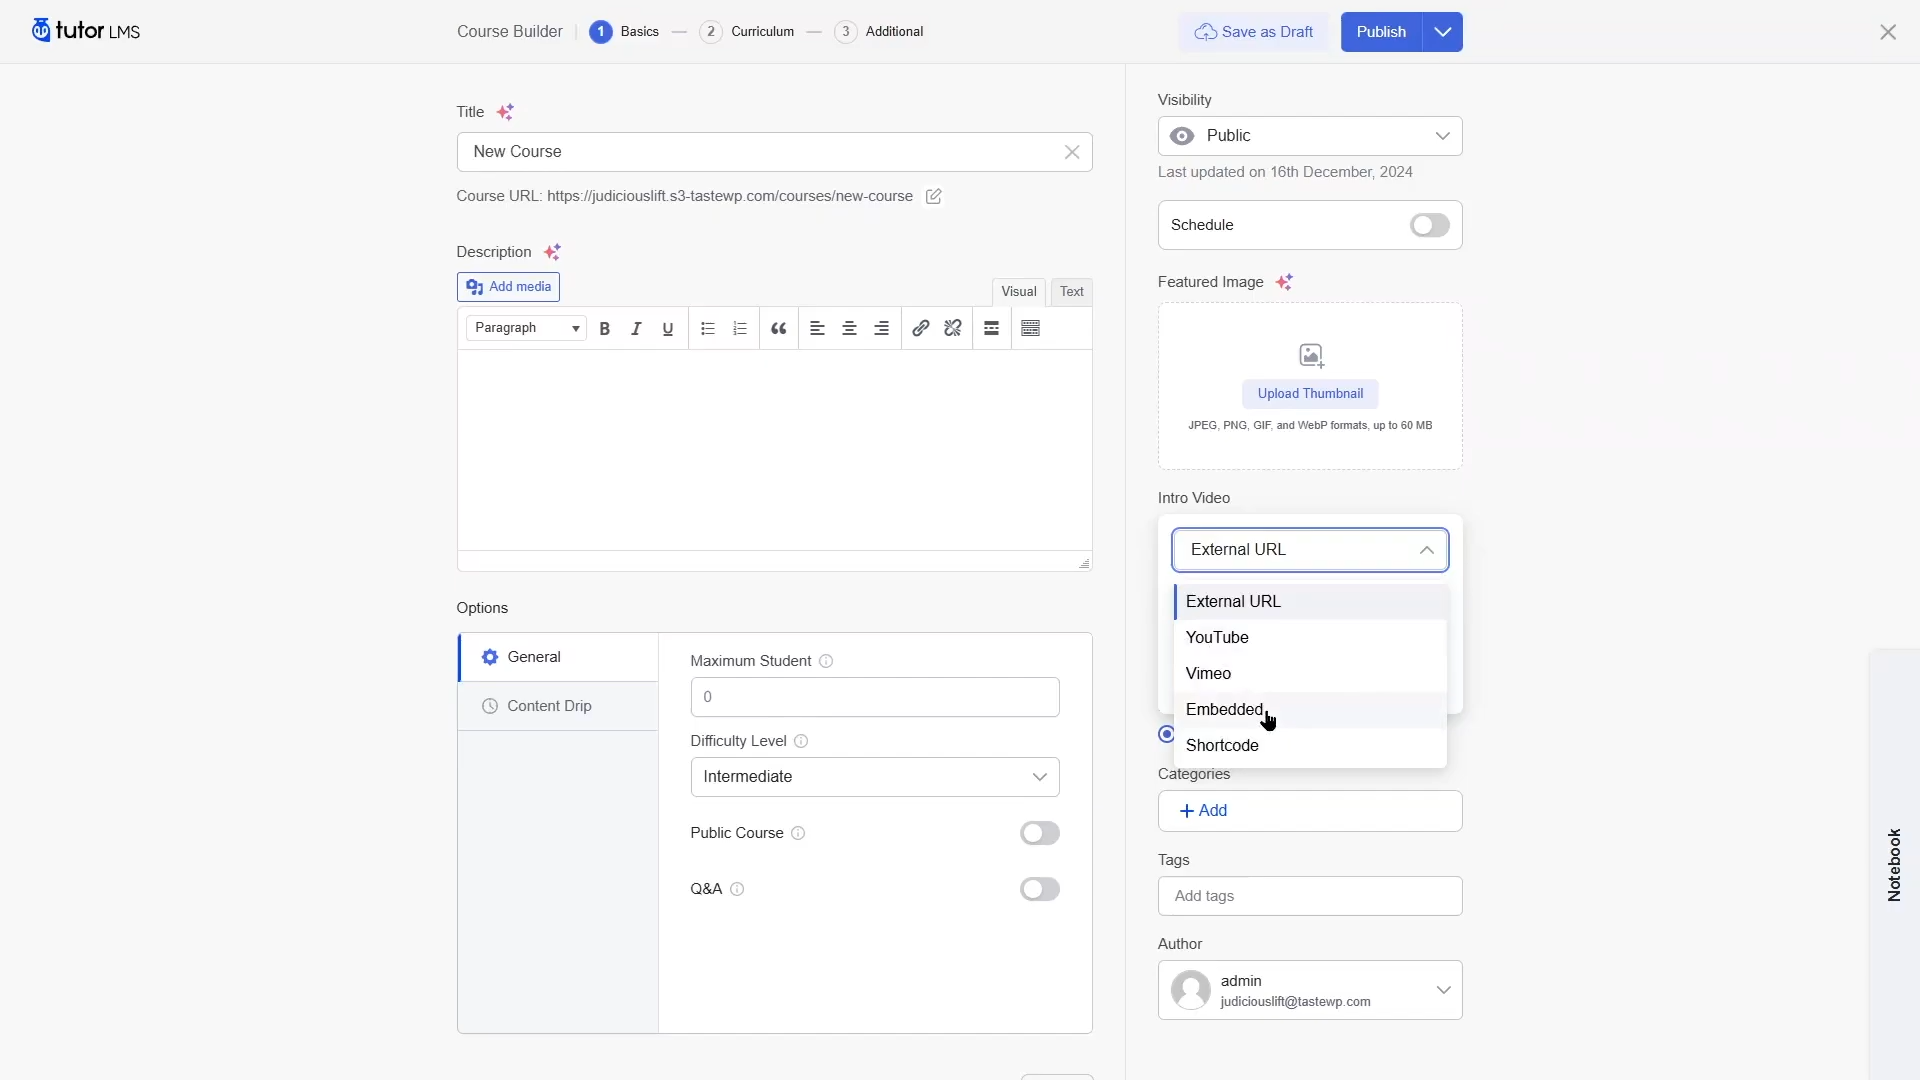 tutor LMS
Course Builder
1 Basics
2 Curriculum
3 Additional
Save as Draft
Publish
Title
New Course
Course URL: https://judiciouslift.s3-tastewp.com/courses/new-course
Description
Add media
Visual
Text
Paragraph
B I U
Options
General
Content Drip
Maximum Student
0
Difficulty Level
Intermediate
Public Course
Q&A
Visibility
Public
Last updated on 16th December, 2024
Schedule
Featured Image
Upload Thumbnail
JPEG, PNG, GIF, and WebP formats, up to 60 MB
Intro Video
External URL
External URL
YouTube
Vimeo
Embedded
Shortcode
Categories
+ Add
Tags
Add tags
Author
admin
judiciouslift@tastewp.com
Notebook